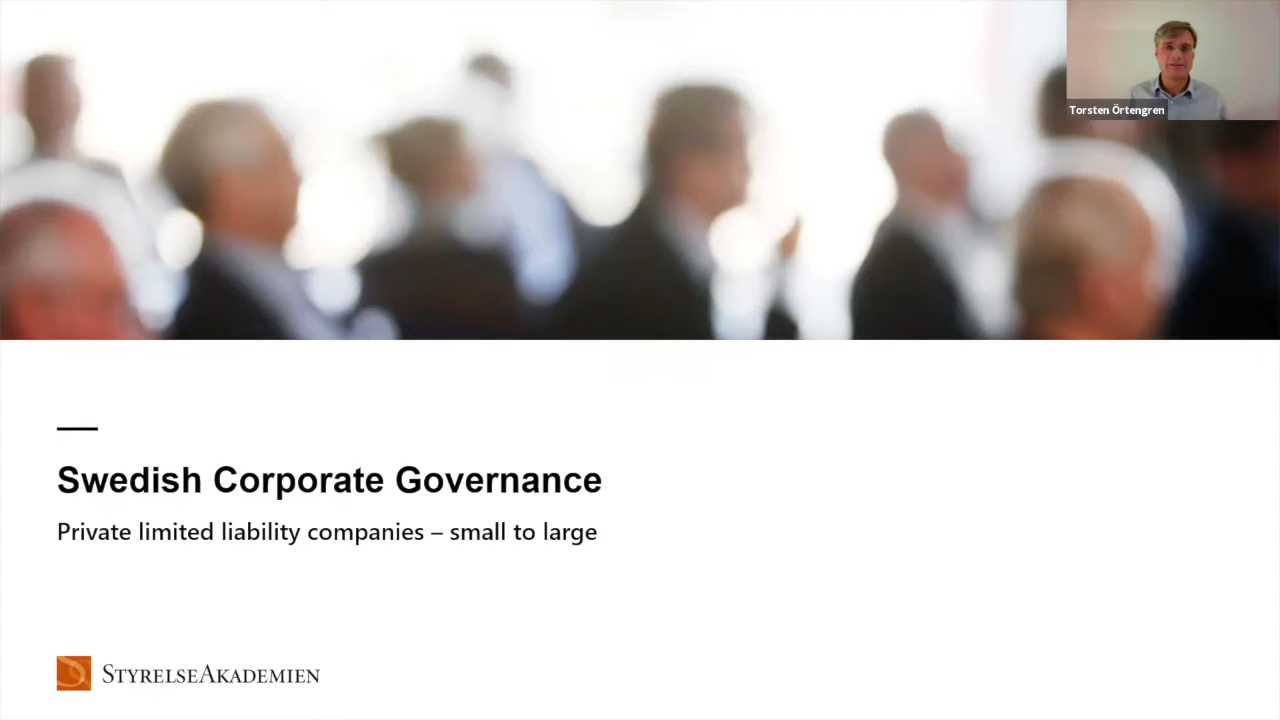 Torsten Örtengren
Swedish Corporate Governance
Private limited liability companies – small to large
StyrelseAkademien